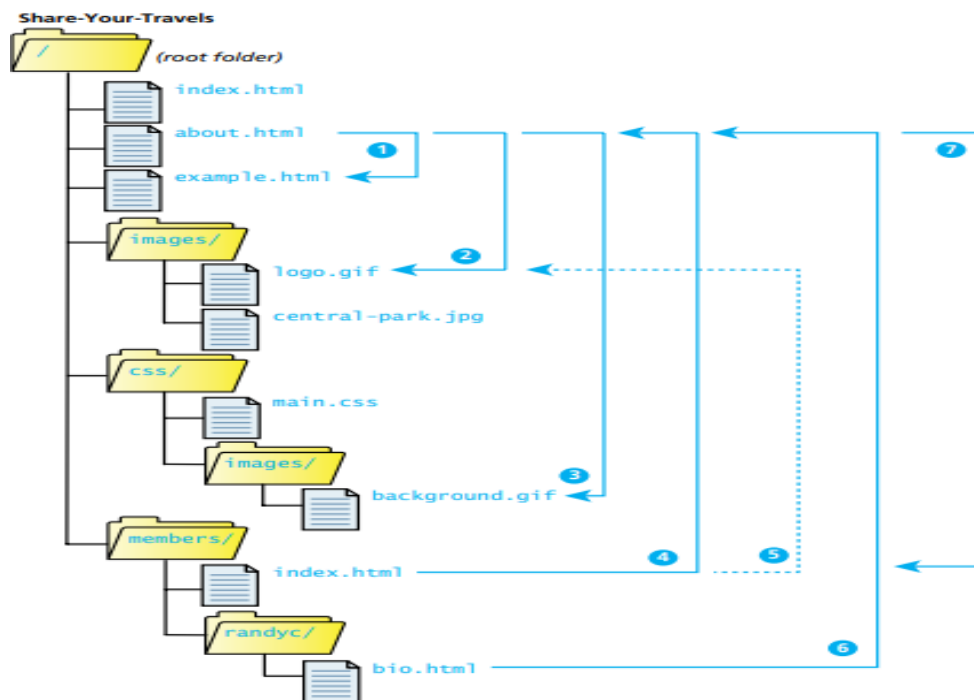 Share-Your-Travels
/ (root folder)
index.html
about.html
1
7
example.html
images/
2
logo.gif
central-park.jpg
css/
main.css
images/
3
background.gif
members/
4
5
index.html
randyc/
6
bio.html